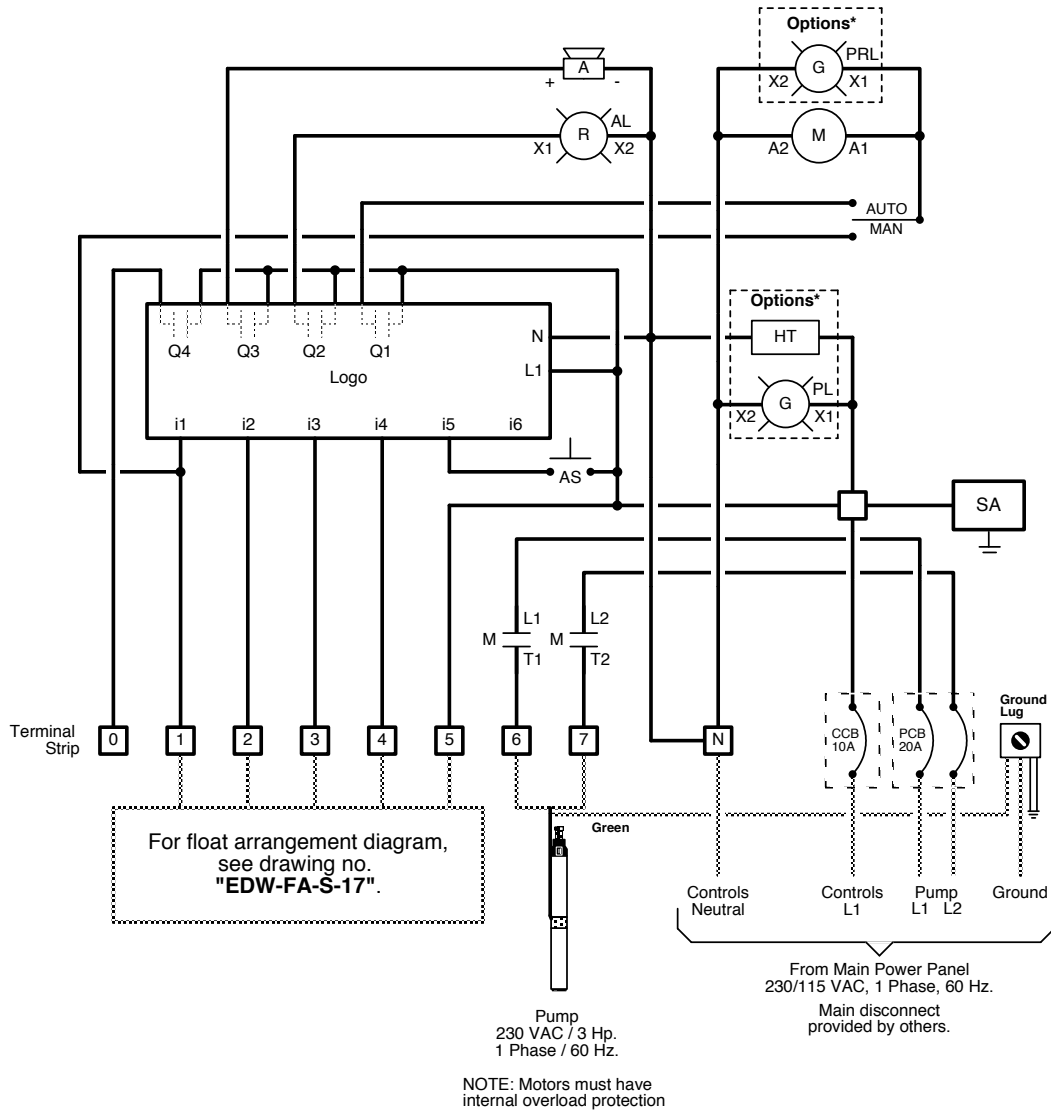 Options*
A
+ -
G
PRL
X2 X1
R
AL
X1 X2
M
A2 A1
AUTO
MAN
Options*
HT
G
PL
X2 X1
Q4 Q3 Q2 Q1
Logo
N
L1
i1 i2 i3 i4 i5 i6
AS
SA
L1
M
T1
L2
M
T2
Terminal
Strip
0 1 2 3 4 5 6 7 N
CCB
10A
PCB
20A
Ground
Lug
Green
For float arrangement diagram,
see drawing no.
"EDW-FA-S-17".
Controls
Neutral
Controls
L1
Pump
L1 L2
Ground
From Main Power Panel
230/115 VAC, 1 Phase, 60 Hz.
Main disconnect
provided by others.
Pump
230 VAC / 3 Hp.
1 Phase / 60 Hz.
NOTE: Motors must have
internal overload protection